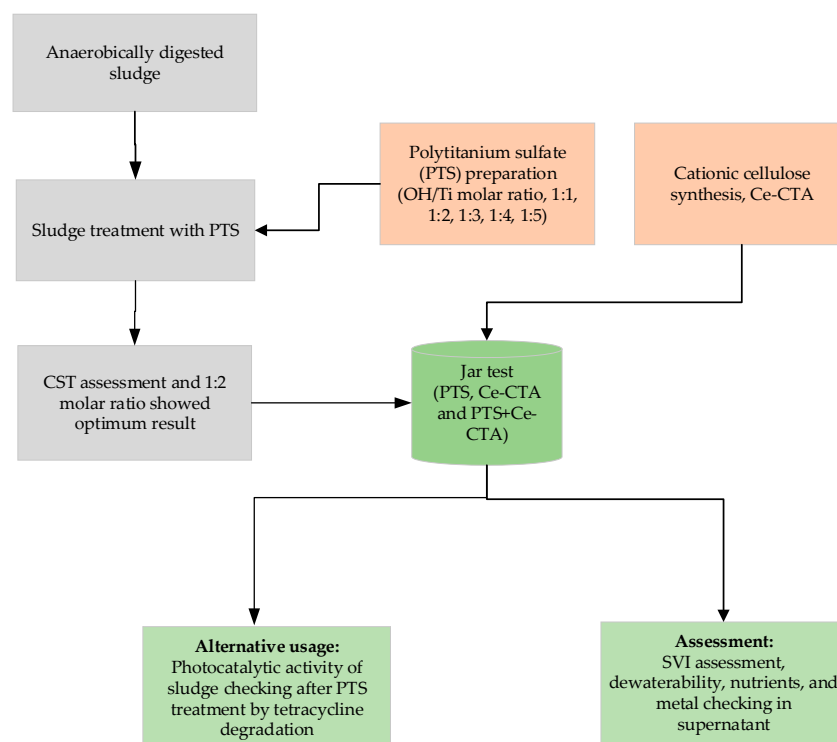 Anaerobically digested
sludge
Polytitanium sulfate
(PTS) preparation
(OH/Ti molar ratio, 1:1,
1:2, 1:3, 1:4, 1:5)
Cationic cellulose
synthesis, Ce-CTA
Sludge treatment with PTS
CST assessment and 1:2
molar ratio showed
optimum result
Jar test
(PTS, Ce-CTA
and PTS+Ce-
CTA)
Alternative usage:
Photocatalytic activity of
sludge checking after PTS
treatment by tetracycline
degradation
Assessment:
SVI assessment,
dewaterability, nutrients, and
metal checking in
supernatant